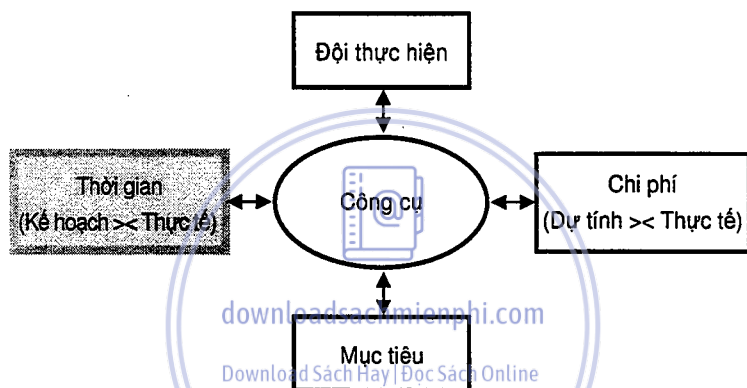 Đội thực hiện
Thời gian
(Kế hoạch >< Thực tế)
Công cụ
Chi phí
(Dự tính >< Thực tế)
downloadsachmienphi.com
Mục tiêu
Download Sách Hay | Đọc Sách Online